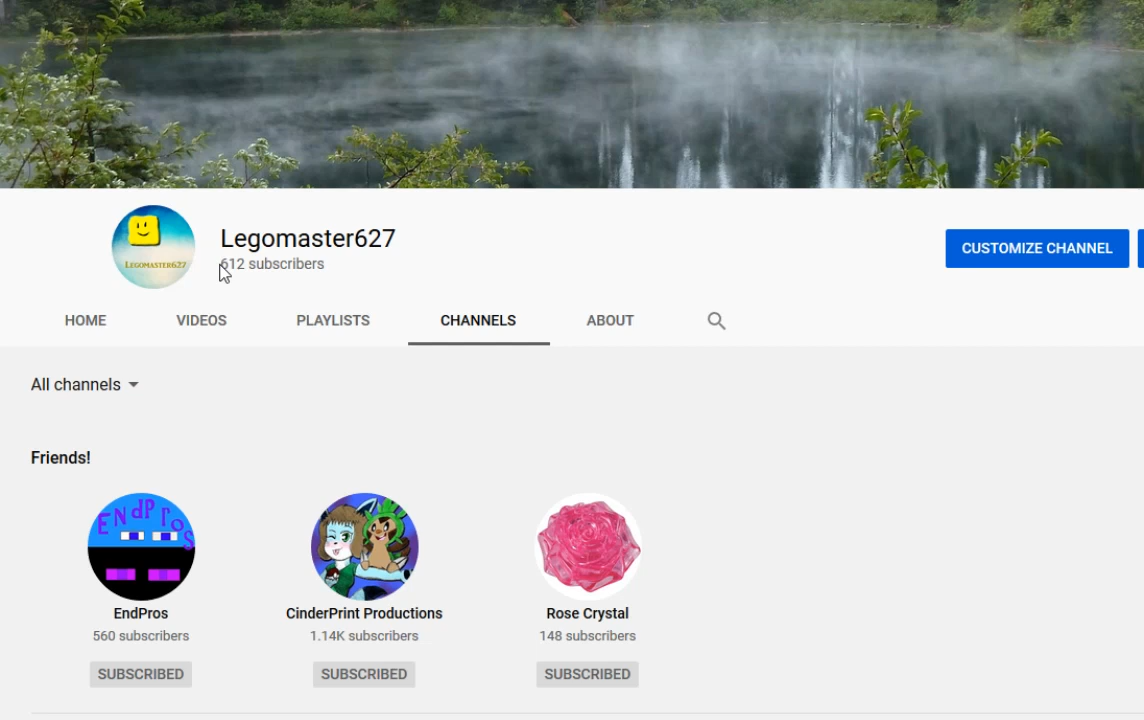 Legomaster627
LEGOMASTER627
612 subscribers
CUSTOMIZE CHANNEL
HOME
VIDEOS
PLAYLISTS
CHANNELS
ABOUT
All channels
Friends!
EndPros
EndPros
560 subscribers
SUBSCRIBED
CinderPrint Productions
1.14K subscribers
SUBSCRIBED
Rose Crystal
148 subscribers
SUBSCRIBED